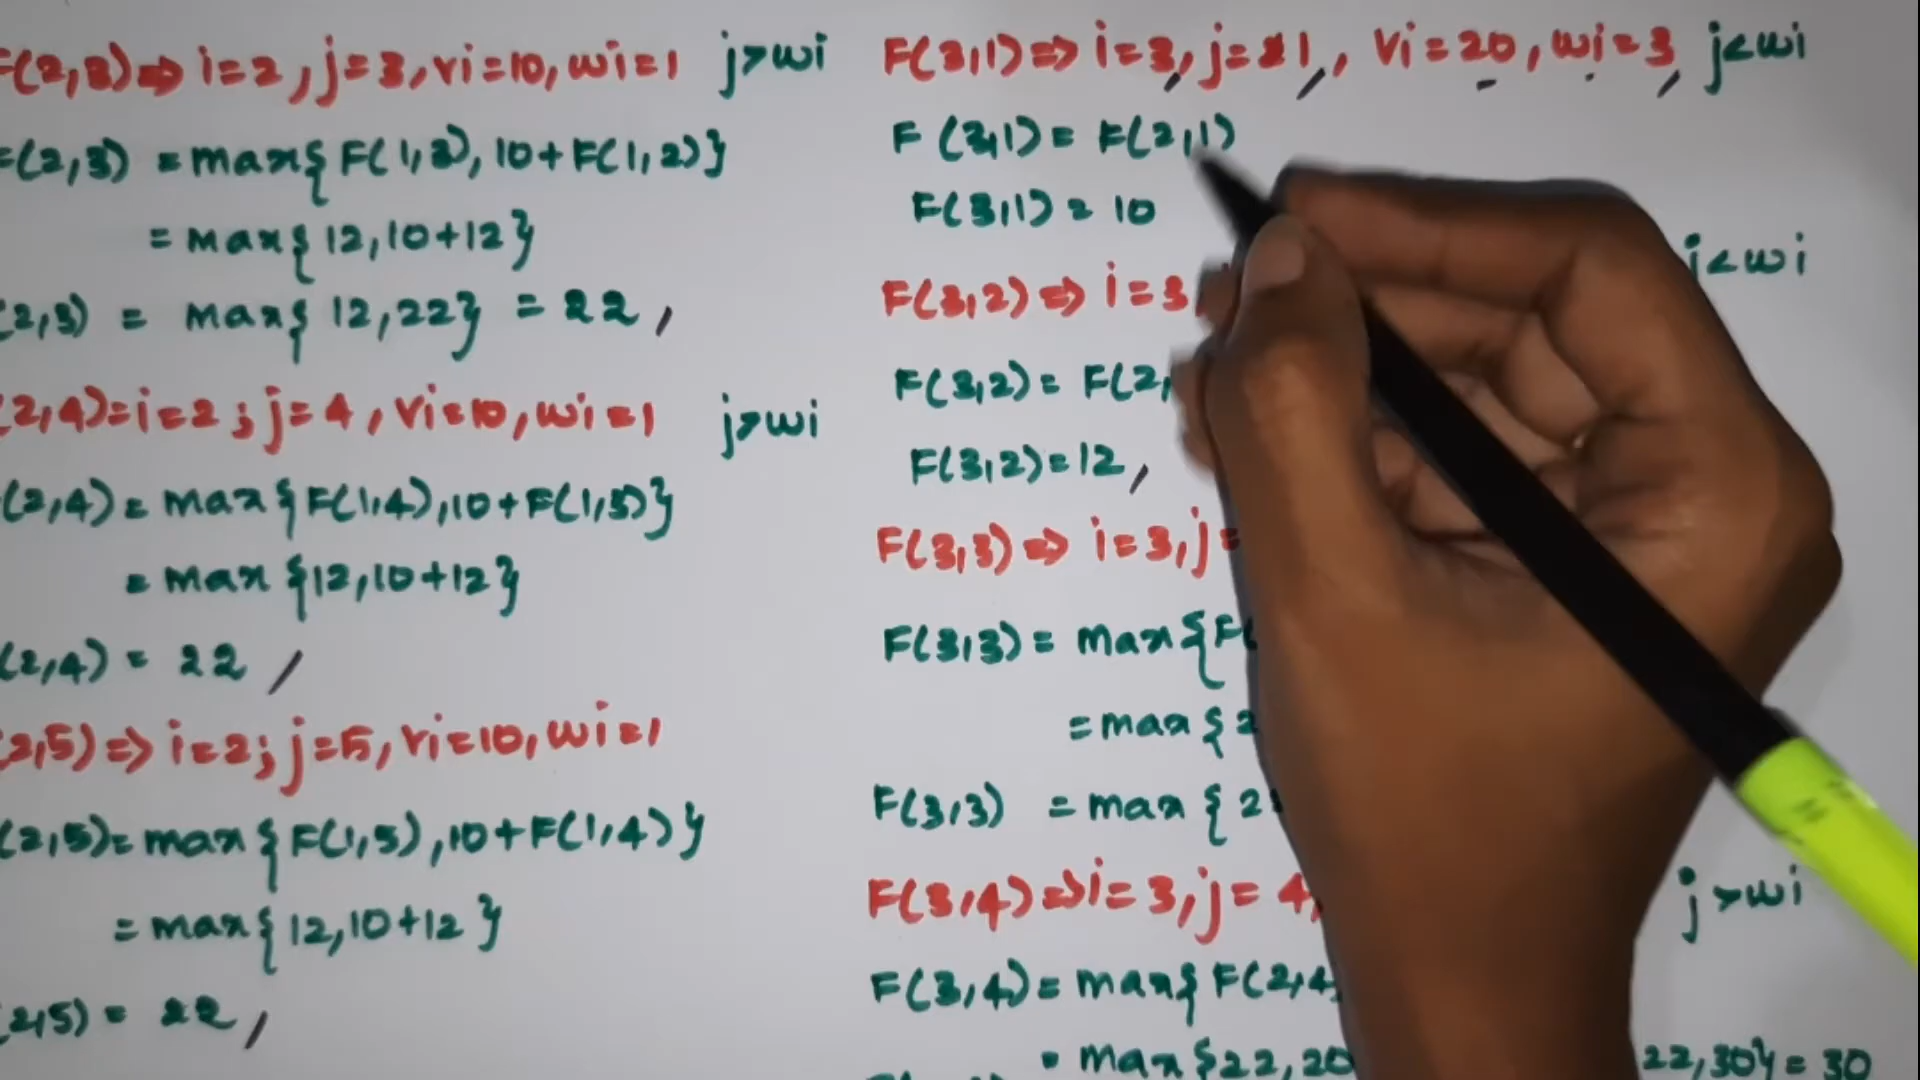 F(2,3) => i=2, j=3, vi=10, wi=1 j>wi
F(2,3) = max{F(1,3), 10+F(1,2)}
= max{12, 10+12}
(2,3) = max{12,22} = 22,
(2,4)=i=2; j=4, vi=10, wi=1 j>wi
(2,4)= max{F(1,4), 10+F(1,3)}
= max{12, 10+12}
(2,4) = 22,
2,5) => i=2; j=5, vi=10, wi=1
(2,5)= max{F(1,5), 10+F(1,4)}
= max{12, 10+12}
2,5) = 22,
F(3,1) => i=3, j=1, vi=20, wi=3, j<wi
F(3,1) = F(2,1)
F(3,1) = 10
F(3,2) => i=3 j<wi
F(3,2) = F(2,
F(3,2)=12,
F(3,3) => i=3, j=
F(3,3) = max{F(
= max{2
F(3,3) = max{2
F(3,4) => i=3, j=4, j>wi
F(3,4)= max{F(2,4
= max{22, 20 22,30}=30